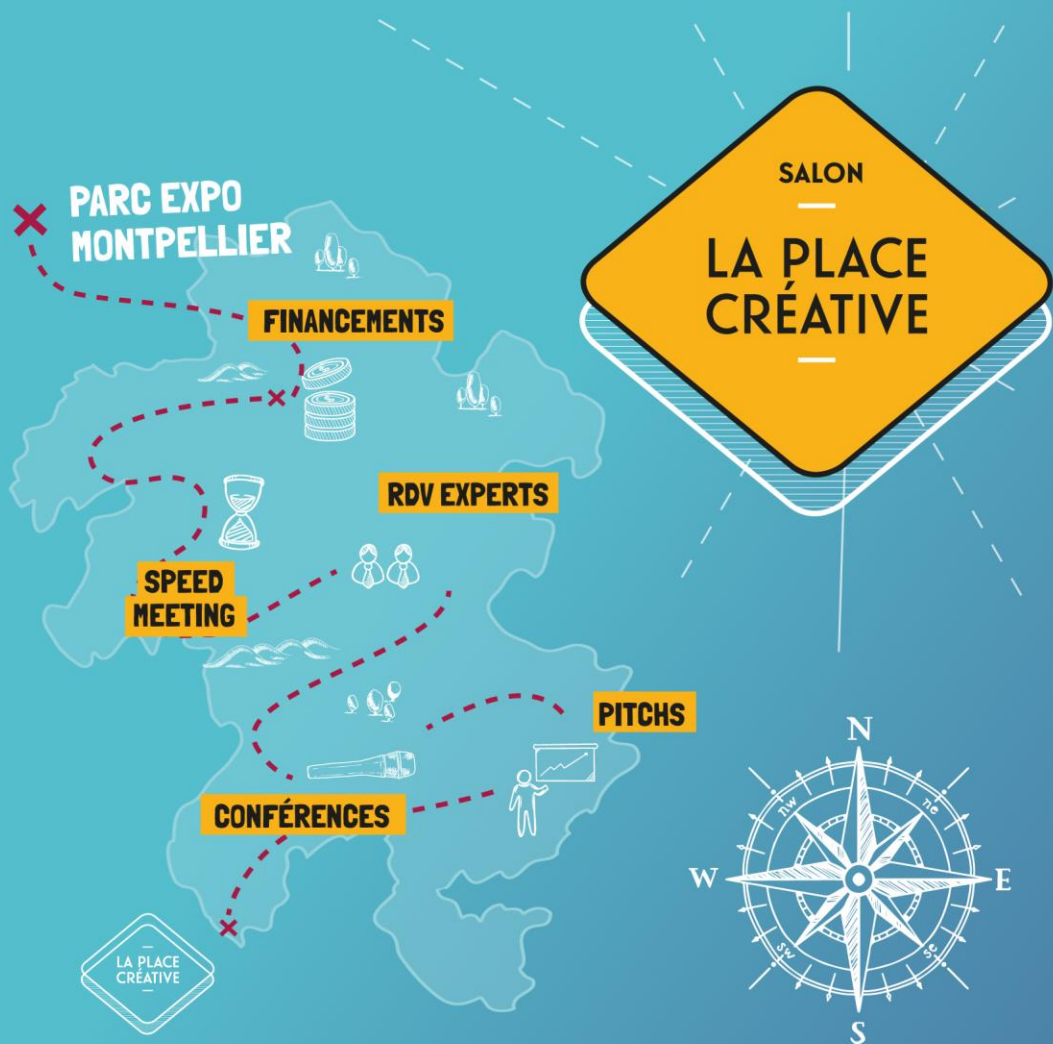 SALON
LA PLACE
CRÉATIVE
PARC EXPO
MONTPELLIER
FINANCEMENTS
RDV EXPERTS
SPEED
MEETING
PITCHS
CONFÉRENCES
N
nw
ne
W
E
sw
se
S
LA PLACE
CRÉATIVE